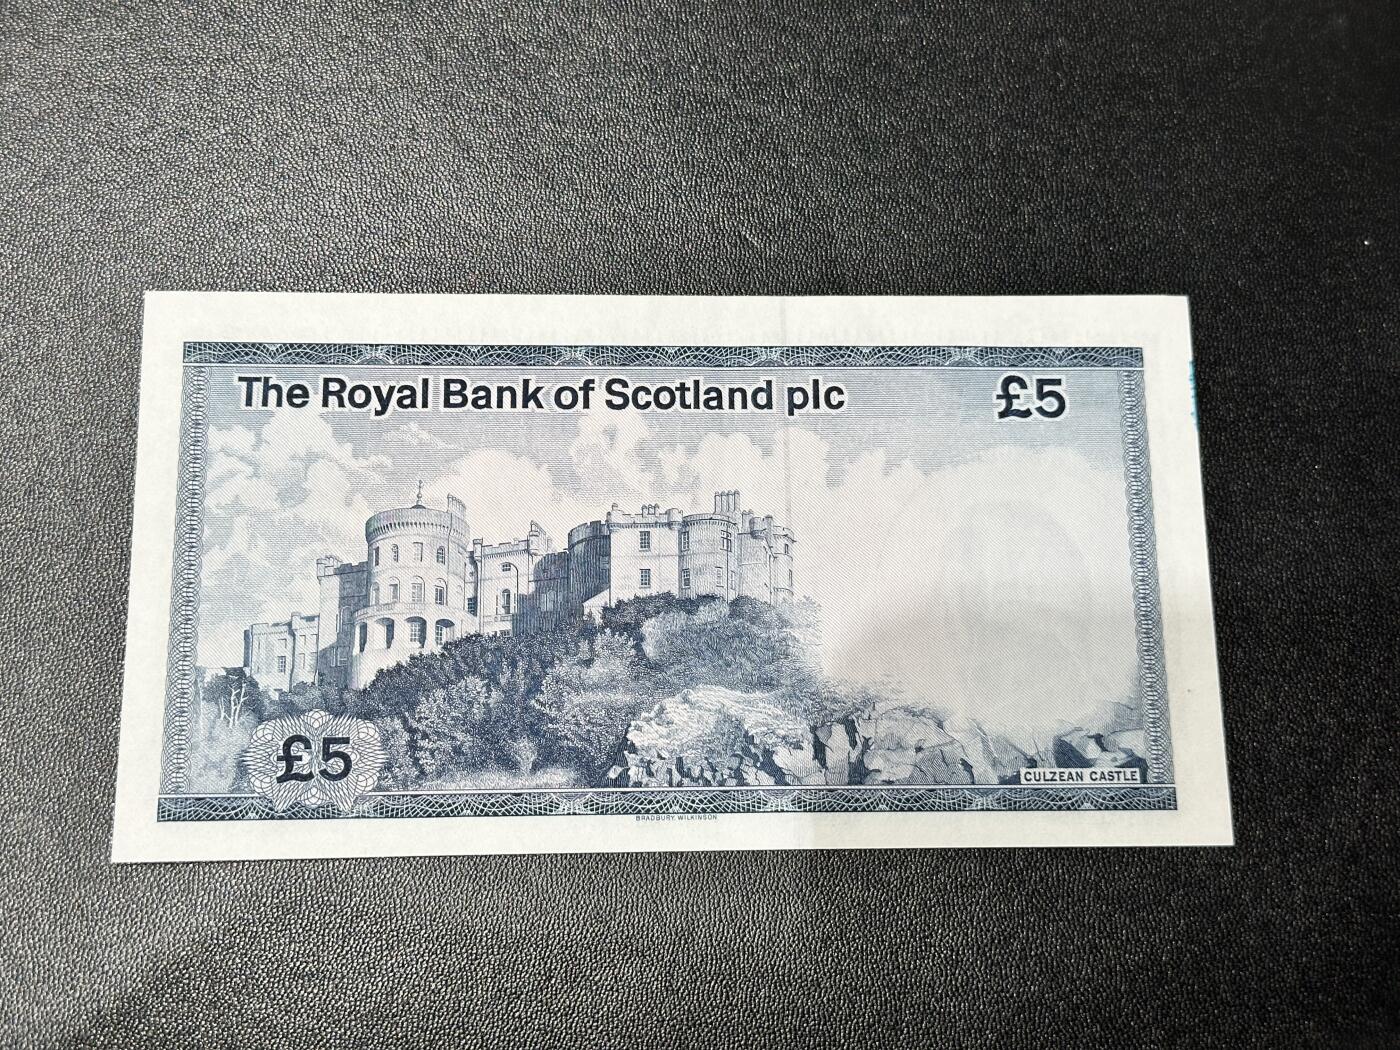 The Royal Bank of Scotland plc £5
£5
CULZEAN CASTLE
BRADBURY, WILKINSON